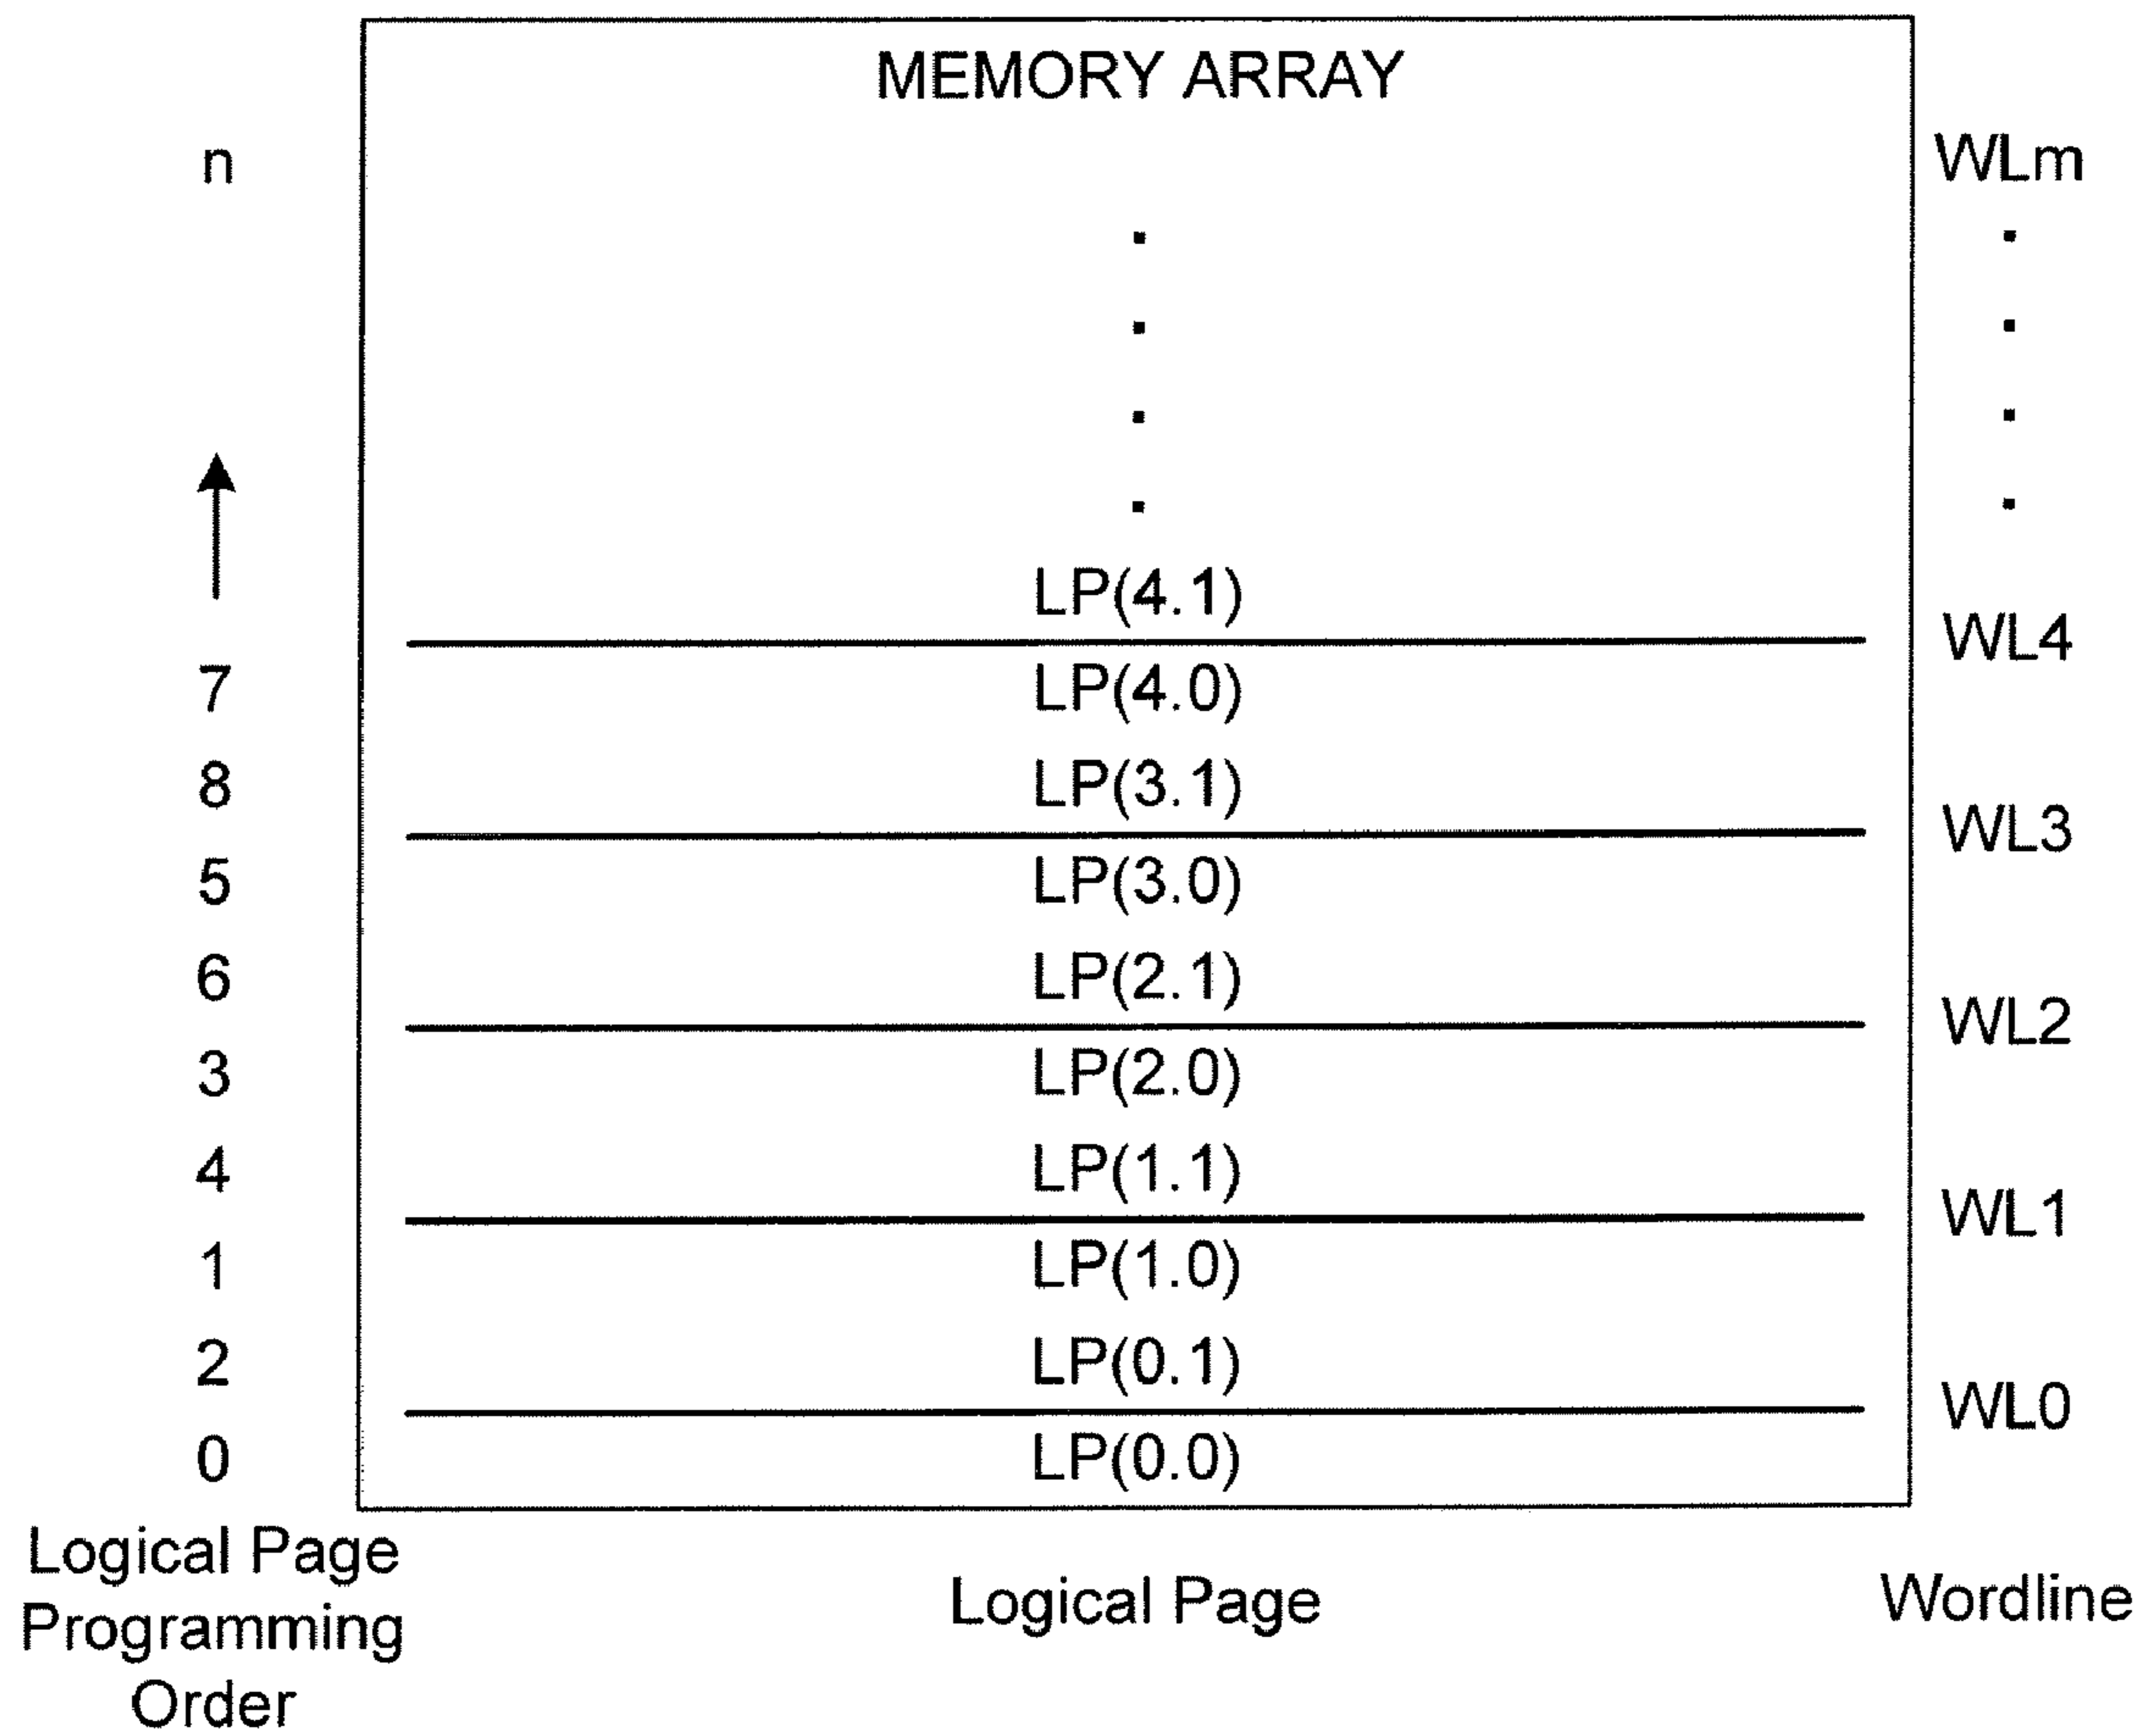 MEMORY ARRAY
n WLm
LP(4.1)
WL4
7 LP(4.0)
8 LP(3.1)
WL3
5 LP(3.0)
6 LP(2.1)
WL2
3 LP(2.0)
4 LP(1.1)
WL1
1 LP(1.0)
2 LP(0.1)
WL0
0 LP(0.0)
Logical Page
Programming
Order
Logical Page
Wordline